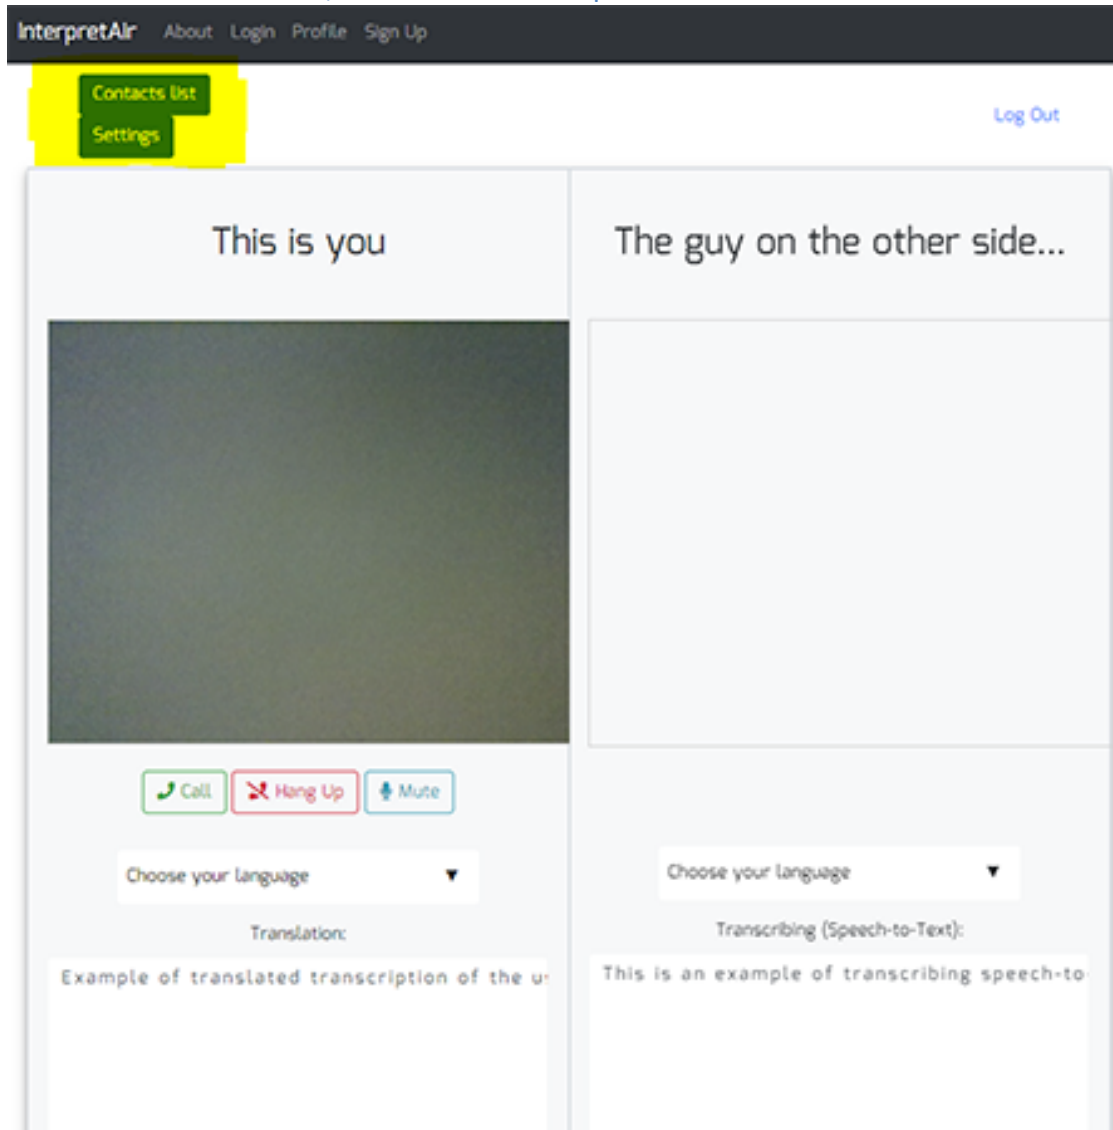 InterpretAir About Login Profile Sign Up
Contacts list
Settings
Log Out
This is you
The guy on the other side...
Call Hang Up Mute
Choose your language
Choose your language
Translation:
Transcribing (Speech-to-Text):
Example of translated transcription of the
This is an example of transcribing speech-to